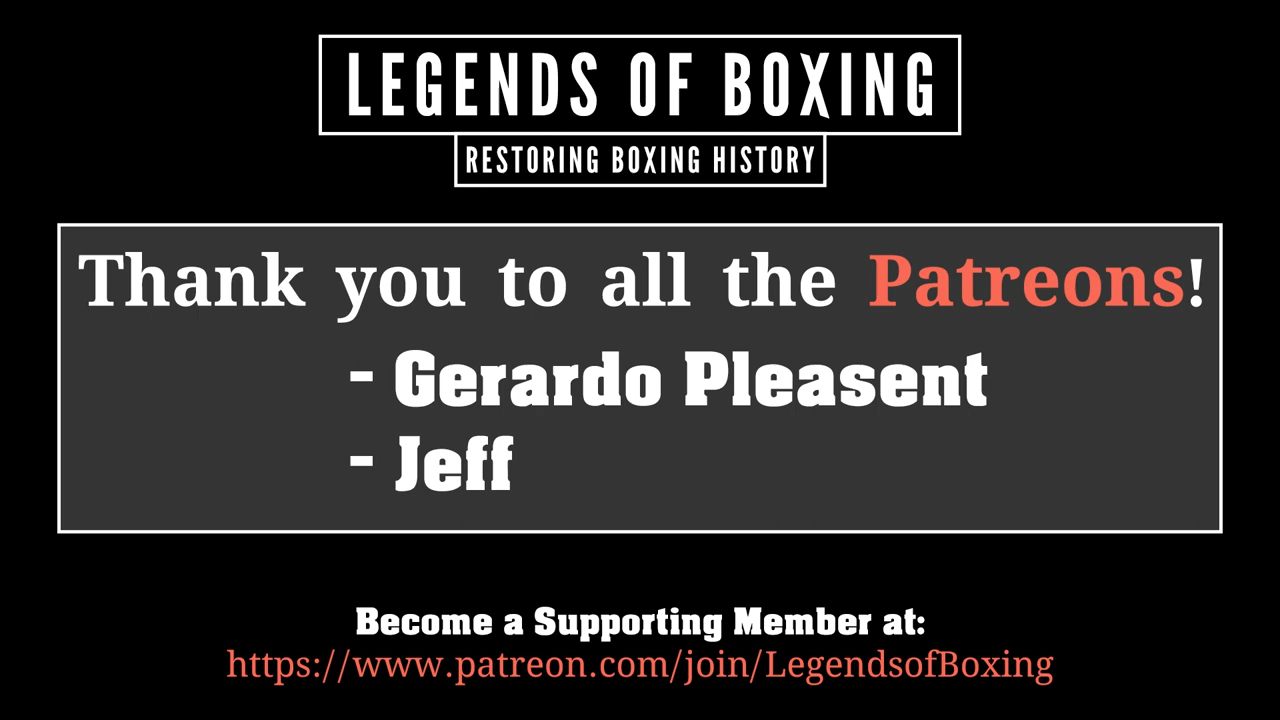 LEGENDS OF BOXING
RESTORING BOXING HISTORY
Thank you to all the Patreons!
- Gerardo Pleasent
- Jeff
Become a Supporting Member at:
https://www.patreon.com/join/LegendsofBoxing